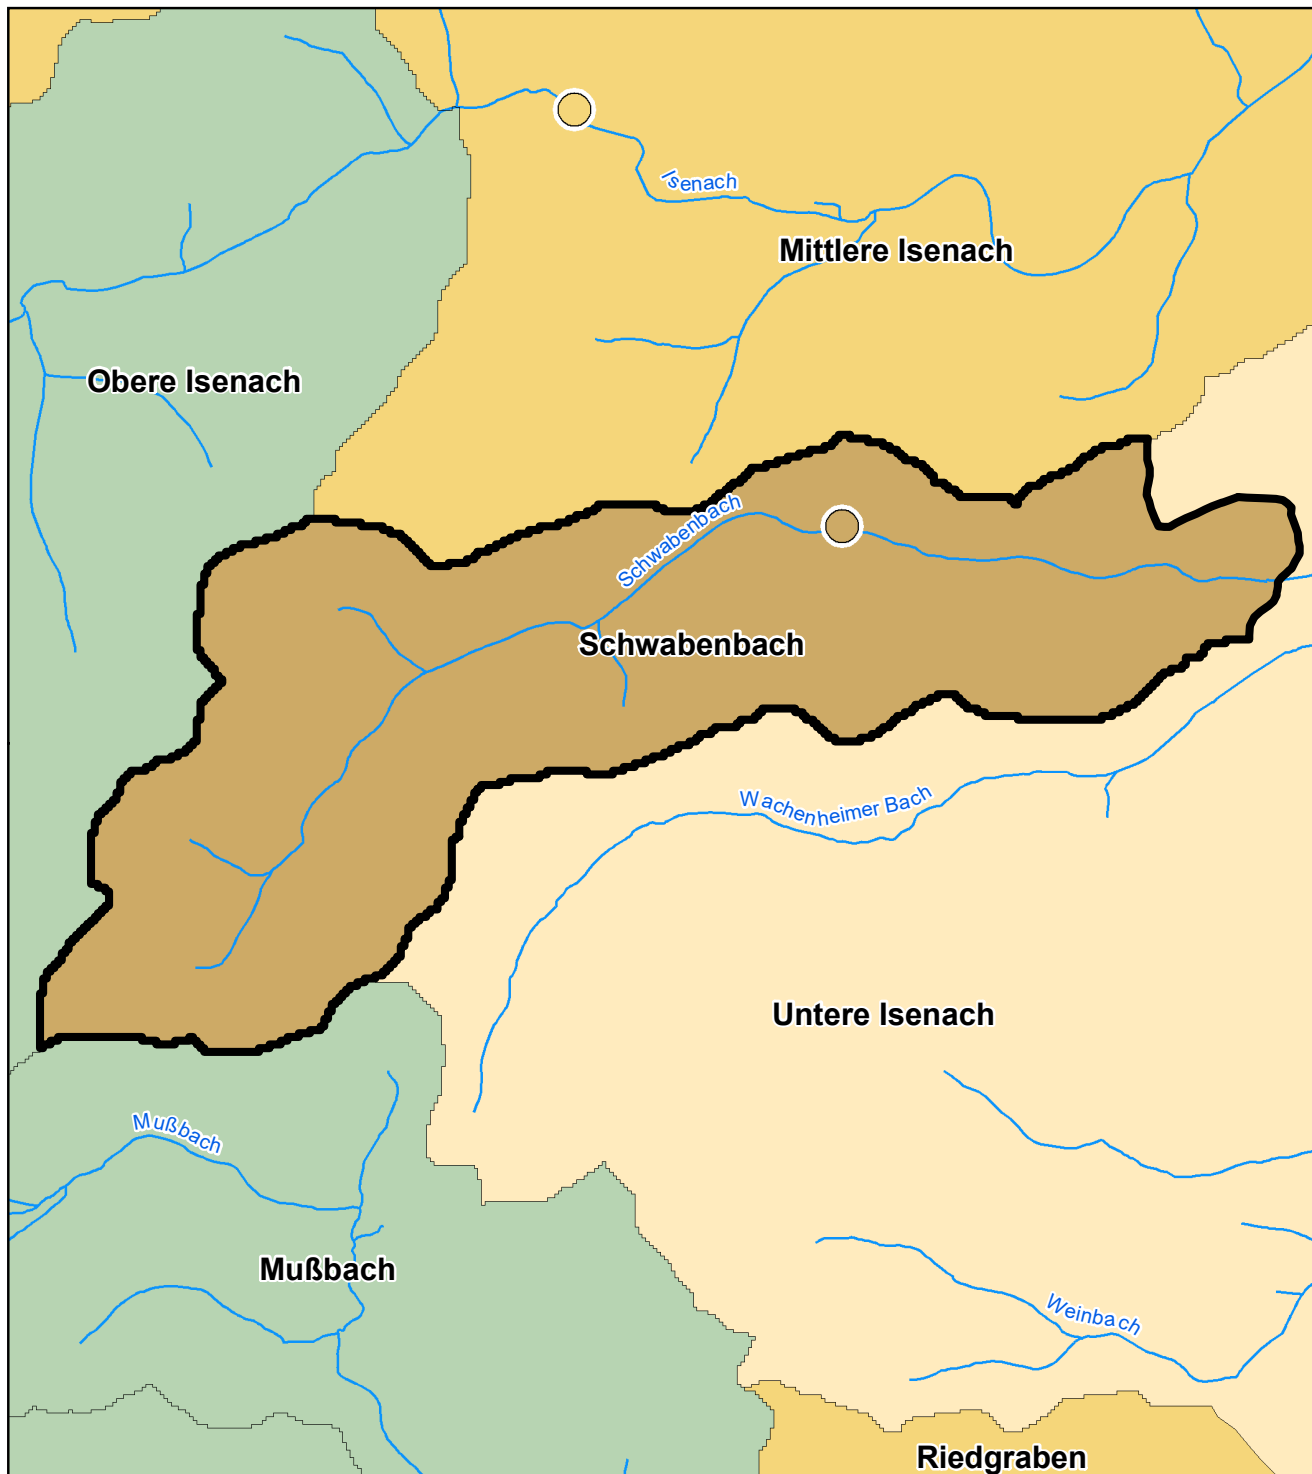 Isenach
Mittlere Isenach
Obere Isenach
Schwabenbach
Schwabenbach
Wachenheimer Bach
Untere Isenach
Mußbach
Mußbach
Weinbach
Riedgraben